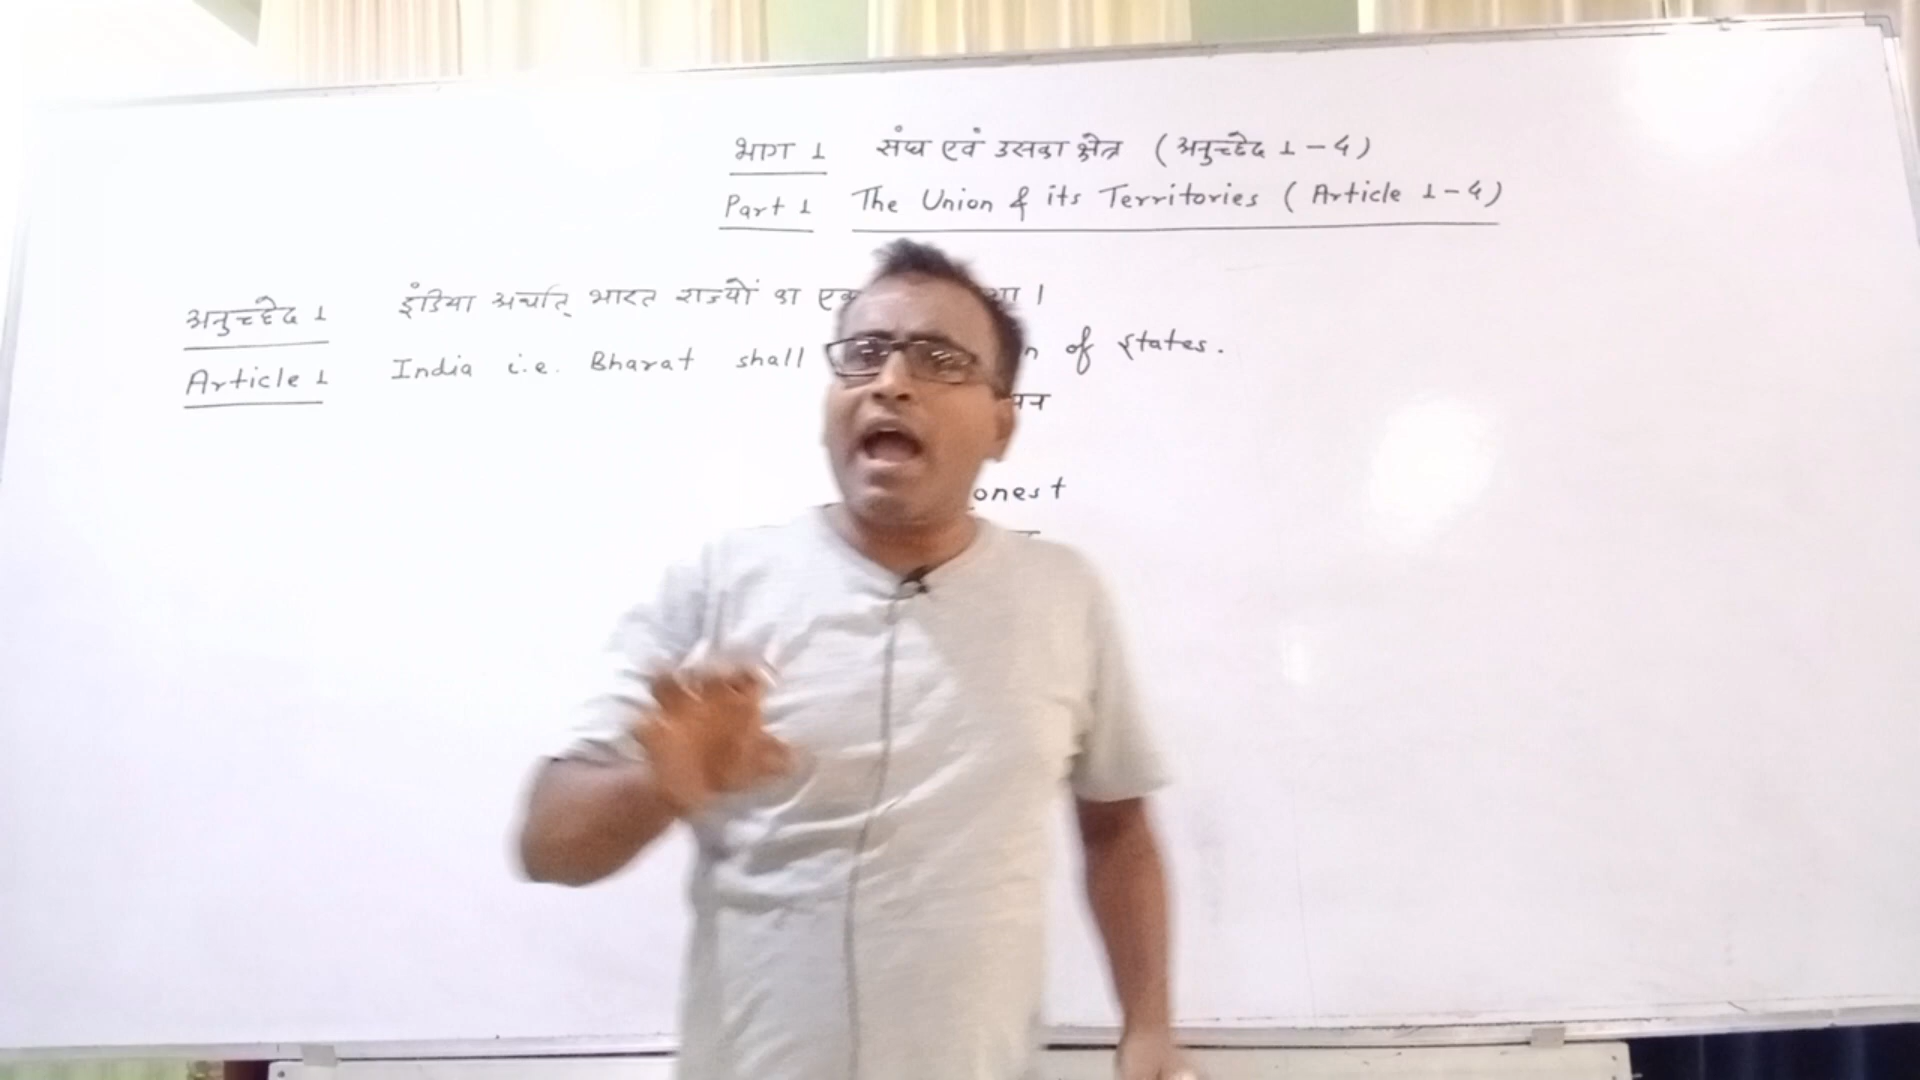 भाग 1 संघ एवं उसका क्षेत्र (अनुच्छेद 1-4)
Part 1 The Union & its Territories (Article 1-4)
अनुच्छेद 1 इंडिया अर्थात् भारत राज्यों का
Article 1 India i.e. Bharat shall of states.